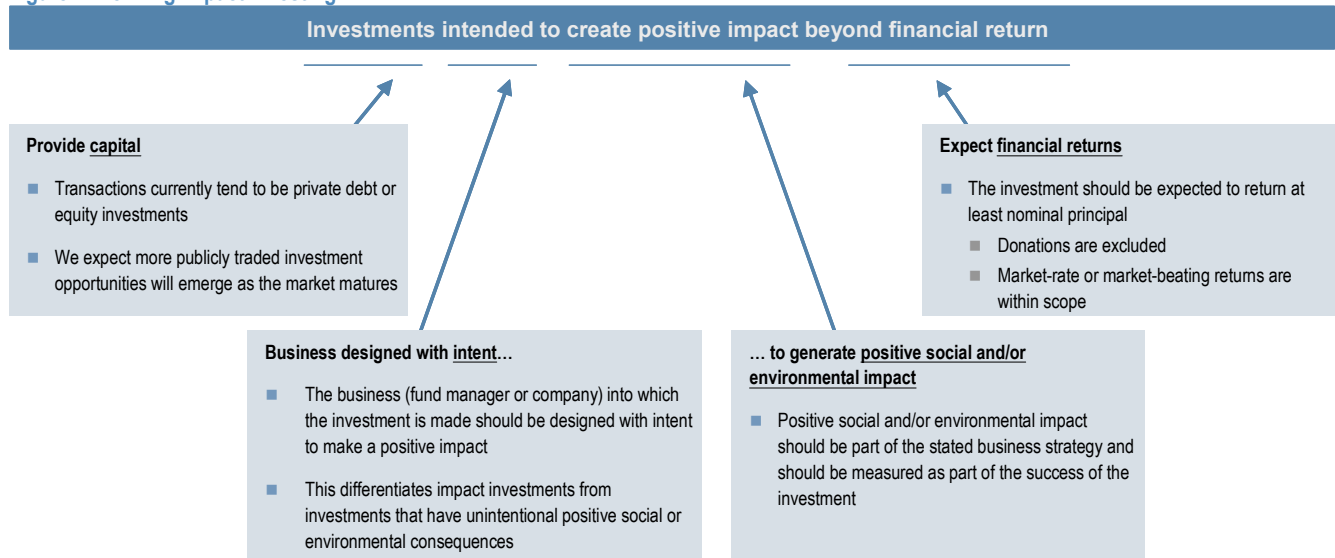 Investments intended to create positive impact beyond financial return
Provide capital
Transactions currently tend to be private debt or
equity investments
We expect more publicly traded investment
opportunities will emerge as the market matures
Expect financial returns
The investment should be expected to return at
least nominal principal
Donations are excluded
Market-rate or market-beating returns are
within scope
Business designed with intent…
The business (fund manager or company) into which
the investment is made should be designed with intent
to make a positive impact
This differentiates impact investments from
investments that have unintentional positive social or
environmental consequences
… to generate positive social and/or
environmental impact
Positive social and/or environmental impact
should be part of the stated business strategy and
should be measured as part of the success of the
investment